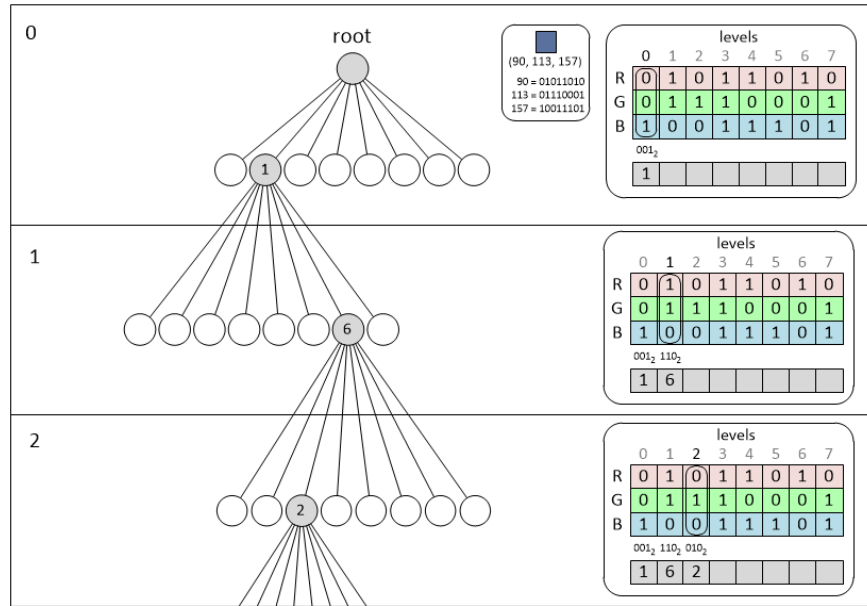 0
root
(90, 113, 157)
90 = 01011010
113 = 01110001
157 = 10011101
levels
0 1 2 3 4 5 6 7
R 0 1 0 1 1 0 1 0
G 0 1 1 1 0 0 0 1
B 1 0 0 1 1 1 0 1
001₂
1
1
1
levels
0 1 2 3 4 5 6 7
R 0 1 0 1 1 0 1 0
G 0 1 1 1 0 0 0 1
B 1 0 0 1 1 1 0 1
001₂ 110₂
1 6
6
2
levels
0 1 2 3 4 5 6 7
R 0 1 0 1 1 0 1 0
G 0 1 1 1 0 0 0 1
B 1 0 0 1 1 1 0 1
001₂ 110₂ 010₂
1 6 2
2